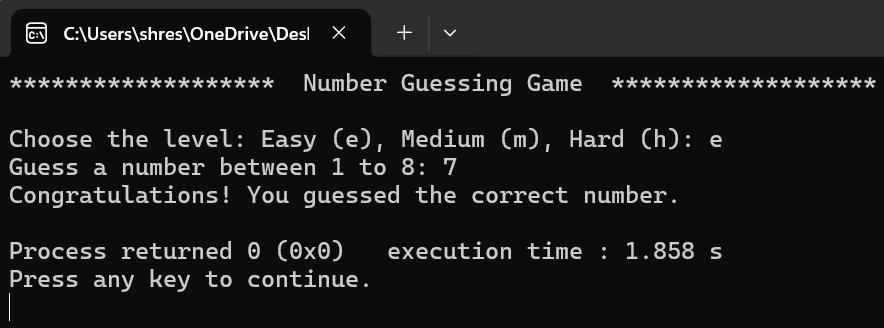 C:\
C:\Users\shres\OneDrive\Desl
******************* Number Guessing Game *******************
Choose the level: Easy (e), Medium (m), Hard (h): e
Guess a number between 1 to 8: 7
Congratulations! You guessed the correct number.
Process returned 0 (0x0)   execution time : 1.858 s
Press any key to continue.